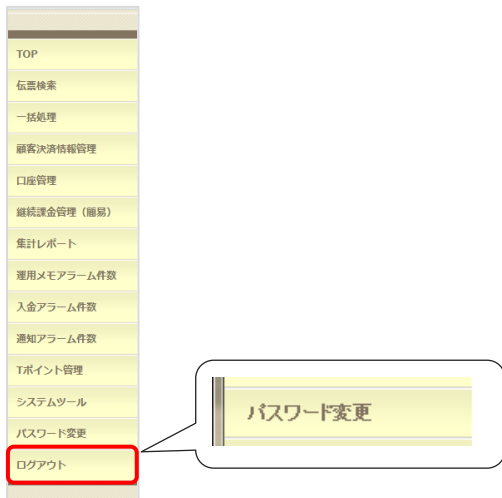 TOP
伝票検索
一括処理
顧客決済情報管理
口座管理
継続課金管理（簡易）
集計レポート
運用メモアラーム件数
入金アラーム件数
通知アラーム件数
Tポイント管理
システムツール
パスワード変更
ログアウト
パスワード変更